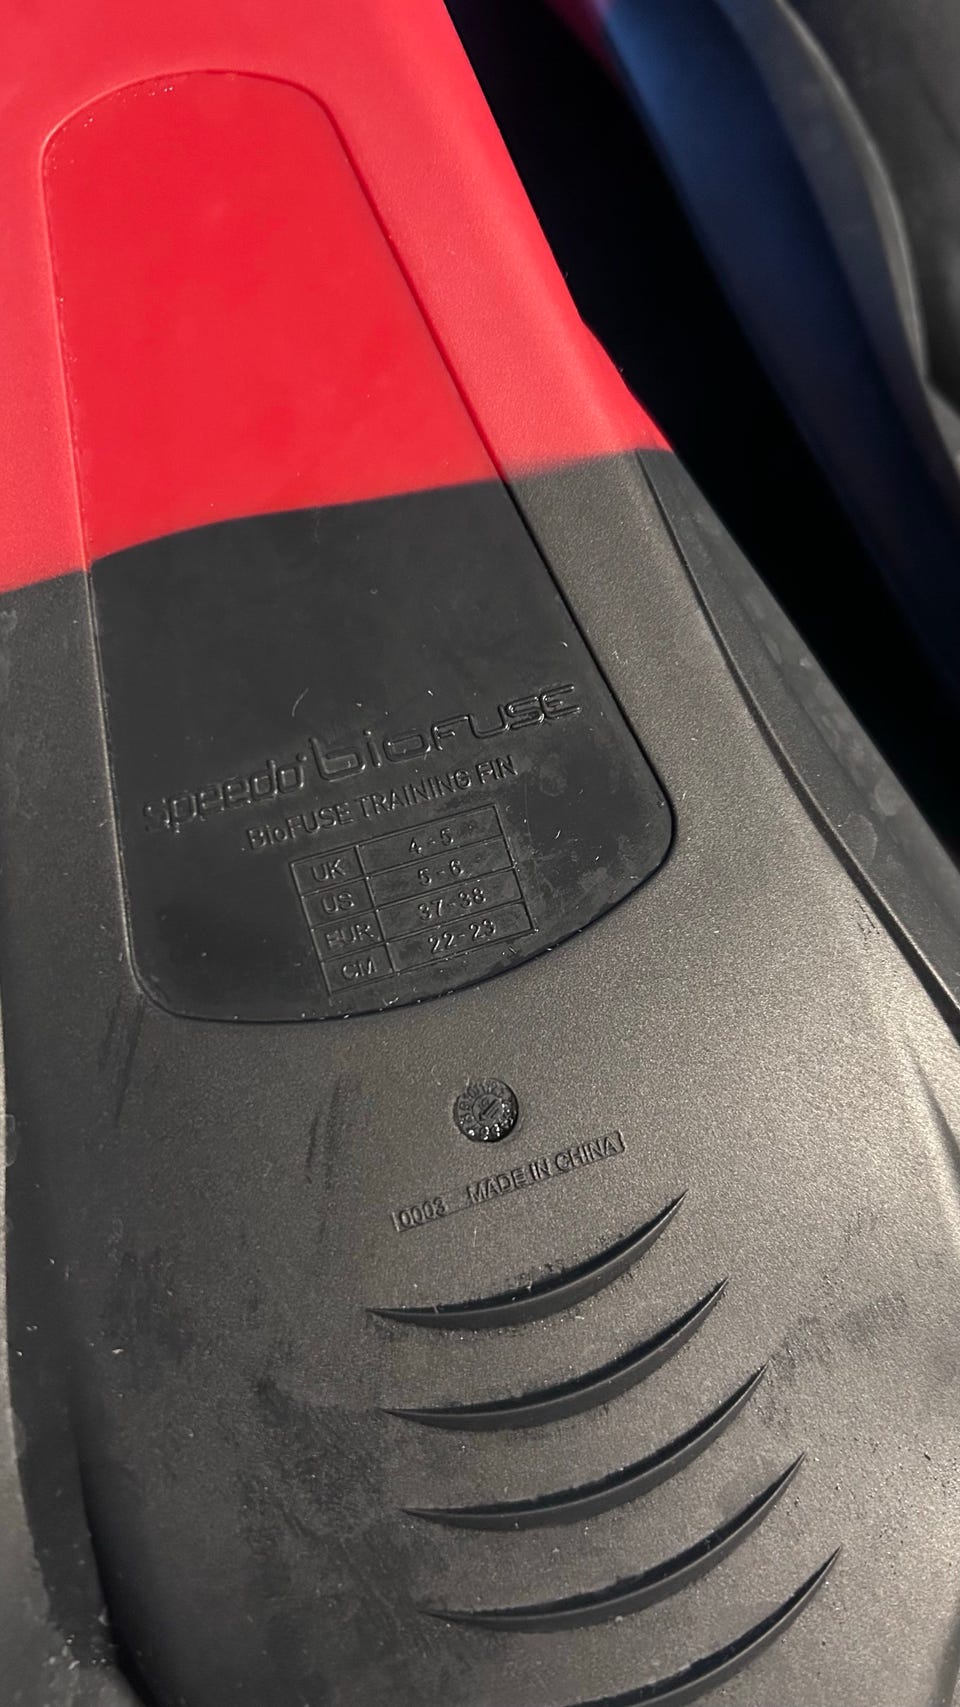 speedo bioFUSE
BioFUSE TRAINING FIN
UK 4-5
US 5-6
EUR 37-38
CM 22-23
0003 MADE IN CHINA